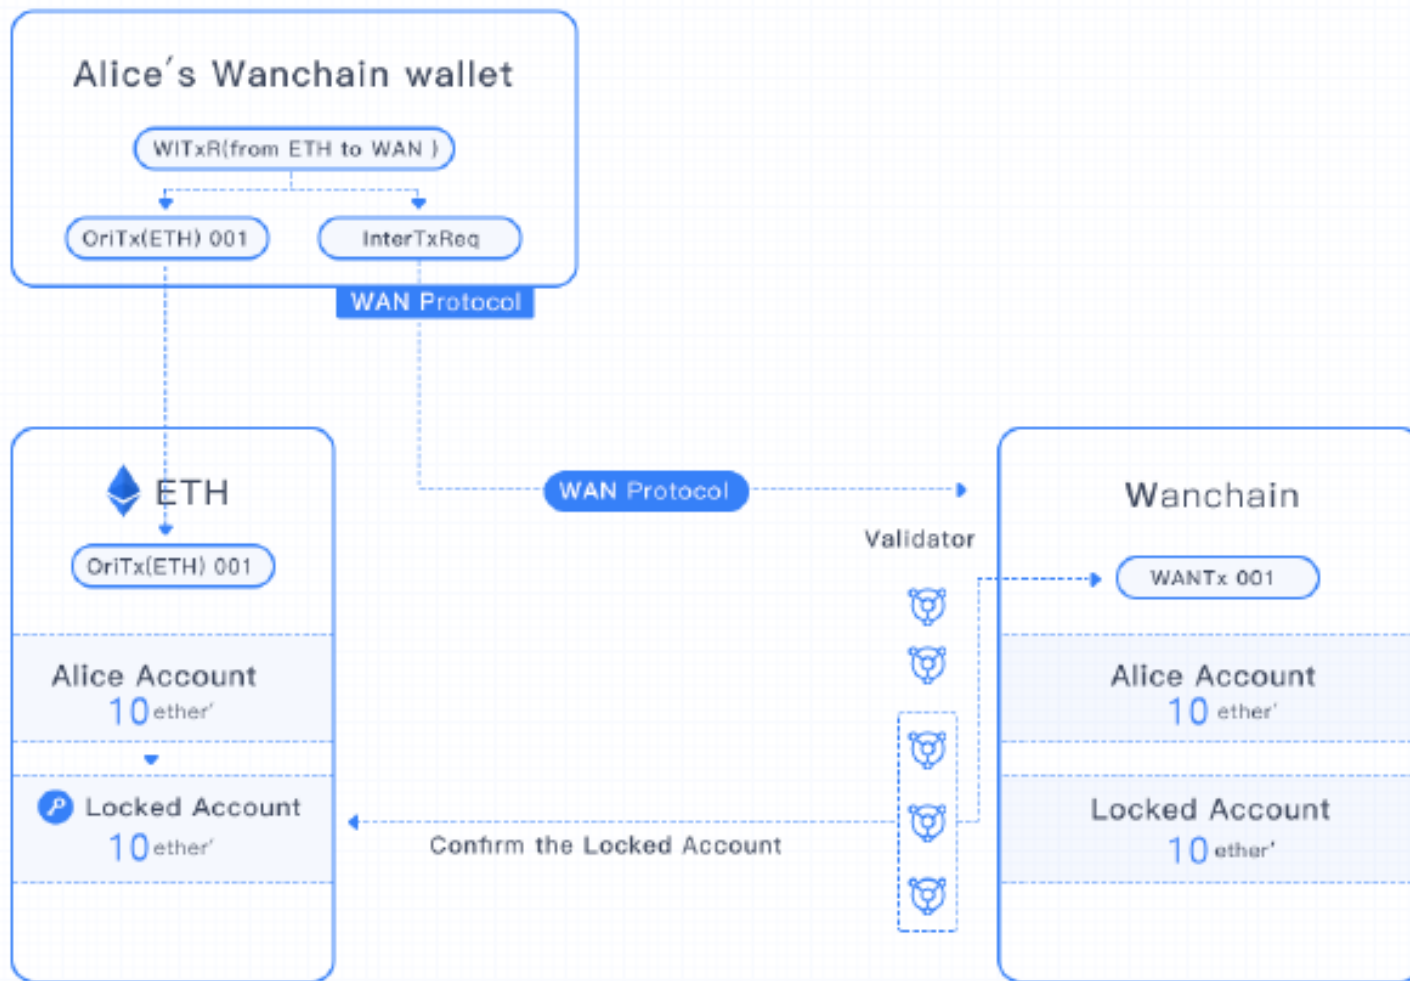 Alice's Wanchain wallet
WITxR(from ETH to WAN )
OriTx(ETH) 001
InterTxReq
WAN Protocol
ETH
OriTx(ETH) 001
Alice Account
10 ether'
Locked Account
10 ether'
WAN Protocol
Validator
Confirm the Locked Account
Wanchain
WANTx 001
Alice Account
10 ether'
Locked Account
10 ether'